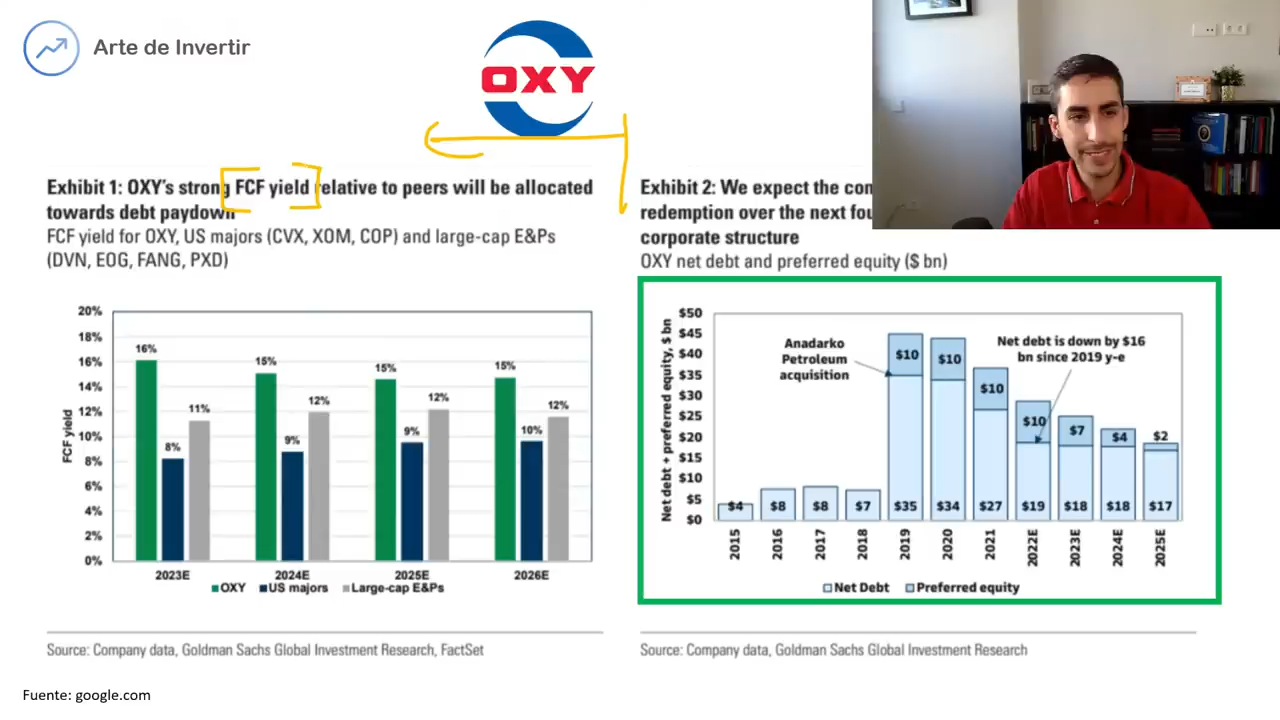 Arte de Invertir
OXY
Exhibit 1: OXY's strong FCF yield relative to peers will be allocated
towards debt paydown
FCF yield for OXY, US majors (CVX, XOM, COP) and large-cap E&Ps
(DVN, EOG, FANG, PXD)
20%
18%
16%
14%
12%
10%
8%
6%
4%
2%
0%
FCF yield
16%
8%
11%
15%
9%
12%
15%
9%
12%
15%
10%
12%
2023E 2024E 2025E 2026E
OXY US majors Large-cap E&Ps
Source: Company data, Goldman Sachs Global Investment Research, FactSet
Exhibit 2: We expect the
redemption over the next
corporate structure
OXY net debt and preferred equity ($ bn)
$50
$45
$40
$35
$30
$25
$20
$15
$10
$5
$0
Net debt + preferred equity, $ bn
Anadarko
Petroleum
acquisition
Net debt is down by $16
bn since 2019 y-e
$10
$10
$10
$10
$7
$4
$2
$4 $8 $8 $7 $35 $34 $27 $19 $18 $18 $17
2015 2016 2017 2018 2019 2020 2021 2022E 2023E 2024E 2025E
Net Debt Preferred equity
Source: Company data, Goldman Sachs Global Investment Research
Fuente: google.com